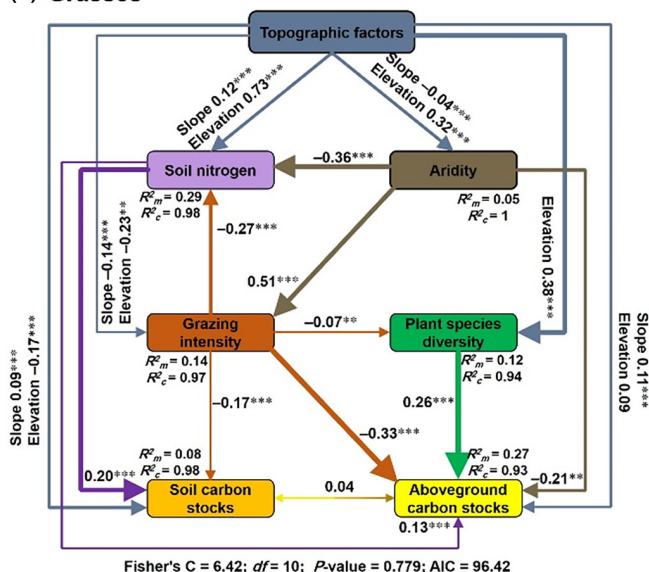 Topographic factors
Slope 0.12***
Elevation 0.73***
Slope –0.04***
Elevation 0.32***
Soil nitrogen
–0.36***
Aridity
R²m = 0.29
R²c = 0.98
R²m = 0.05
R²c = 1
–0.27***
Slope –0.14***
Elevation –0.23**
0.51***
Elevation 0.38***
Grazing
intensity
–0.07**
Plant species
diversity
R²m = 0.14
R²c = 0.97
R²m = 0.12
R²c = 0.94
Slope 0.09***
Elevation –0.17***
Slope 0.11***
Elevation 0.09
–0.17***
0.26***
–0.33***
R²m = 0.08
R²c = 0.98
R²m = 0.27
R²c = 0.93
0.20***
–0.21**
Soil carbon
stocks
0.04
Aboveground
carbon stocks
0.13***
Fisher's C = 6.42; df = 10; P-value = 0.779; AIC = 96.42